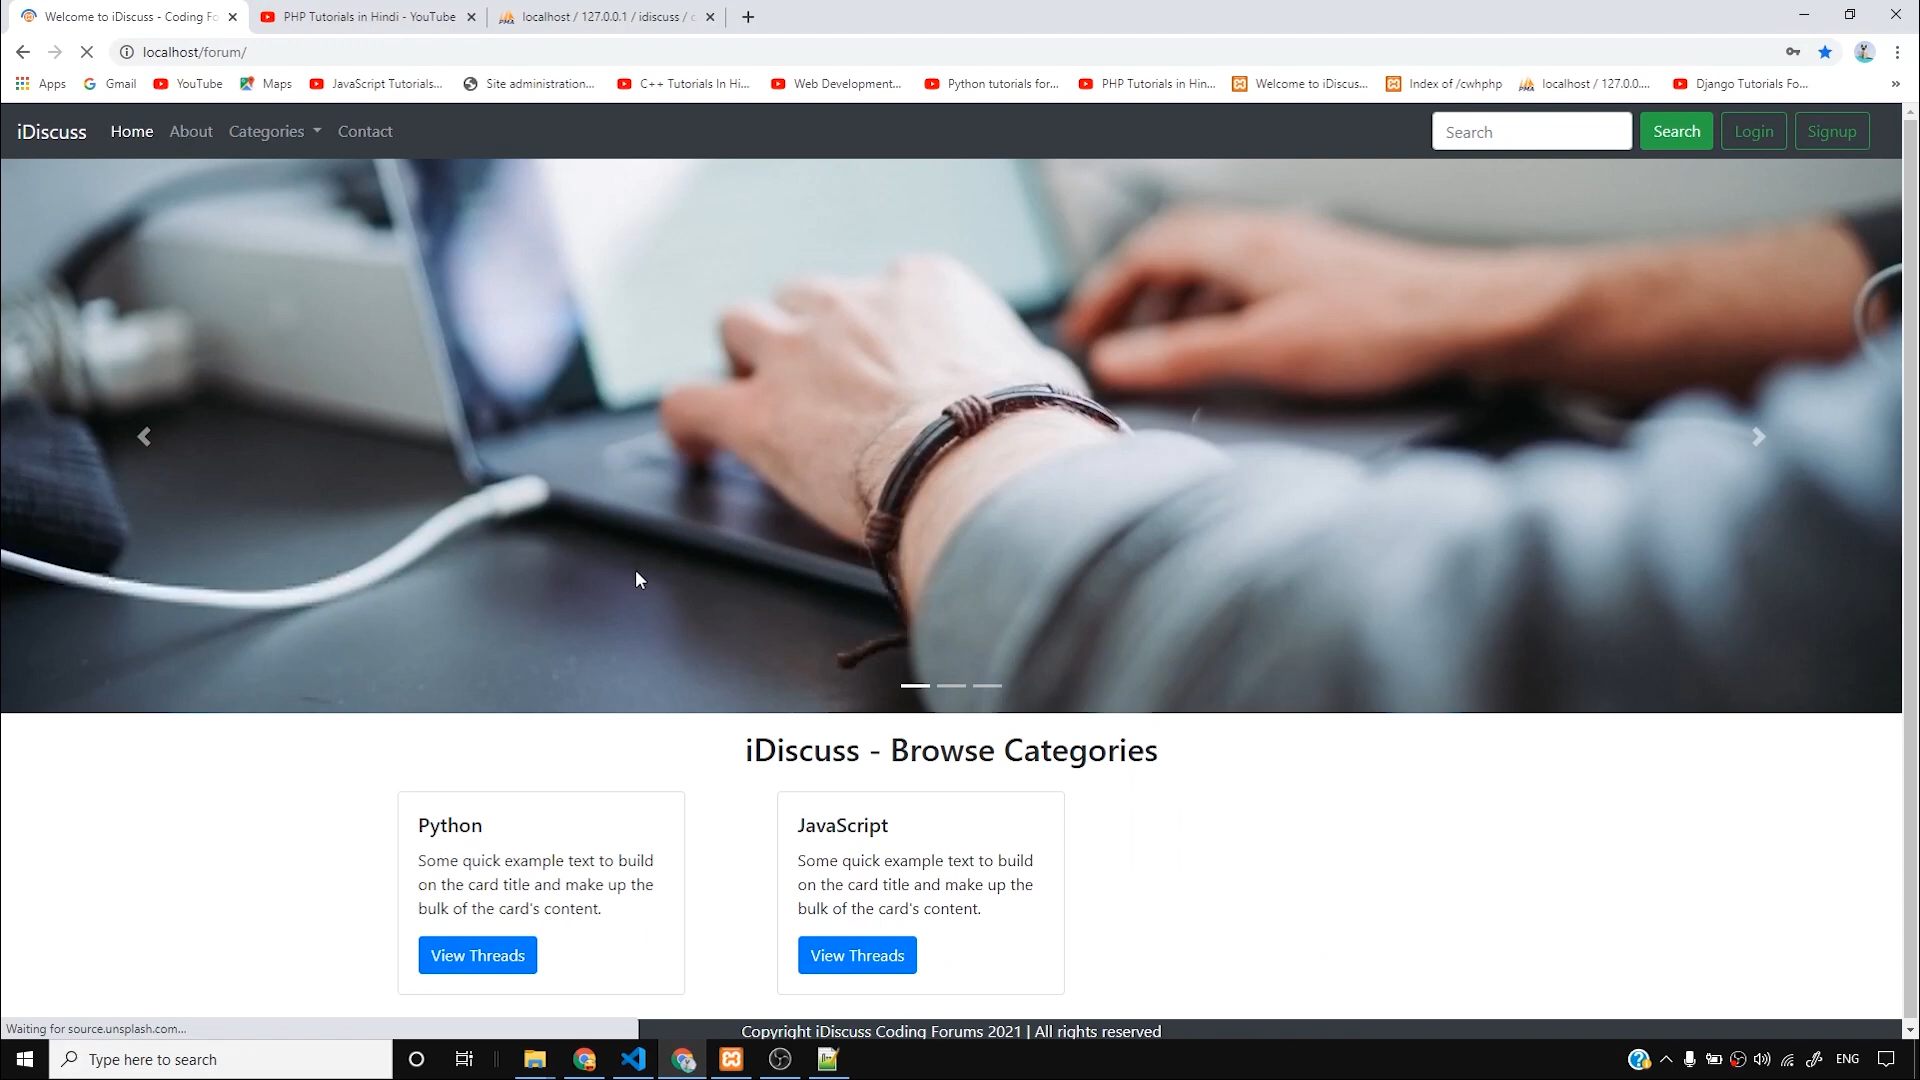 Welcome to iDiscuss - Coding Fo
PHP Tutorials in Hindi - YouTube
localhost / 127.0.0.1 / idiscuss / c
localhost/forum/
Apps
Gmail
YouTube
Maps
JavaScript Tutorials...
Site administration...
C++ Tutorials In Hi...
Web Development...
Python tutorials for...
PHP Tutorials in Hin...
Welcome to iDiscus...
Index of /cwhphp
localhost / 127.0.0....
Django Tutorials Fo...
iDiscuss
Home
About
Categories
Contact
Search
Search
Login
Signup
iDiscuss - Browse Categories
Python
Some quick example text to build
on the card title and make up the
bulk of the card's content.
View Threads
JavaScript
Some quick example text to build
on the card title and make up the
bulk of the card's content.
View Threads
Waiting for source.unsplash.com...
Copyright iDiscuss Coding Forums 2021 | All rights reserved
Type here to search
ENG